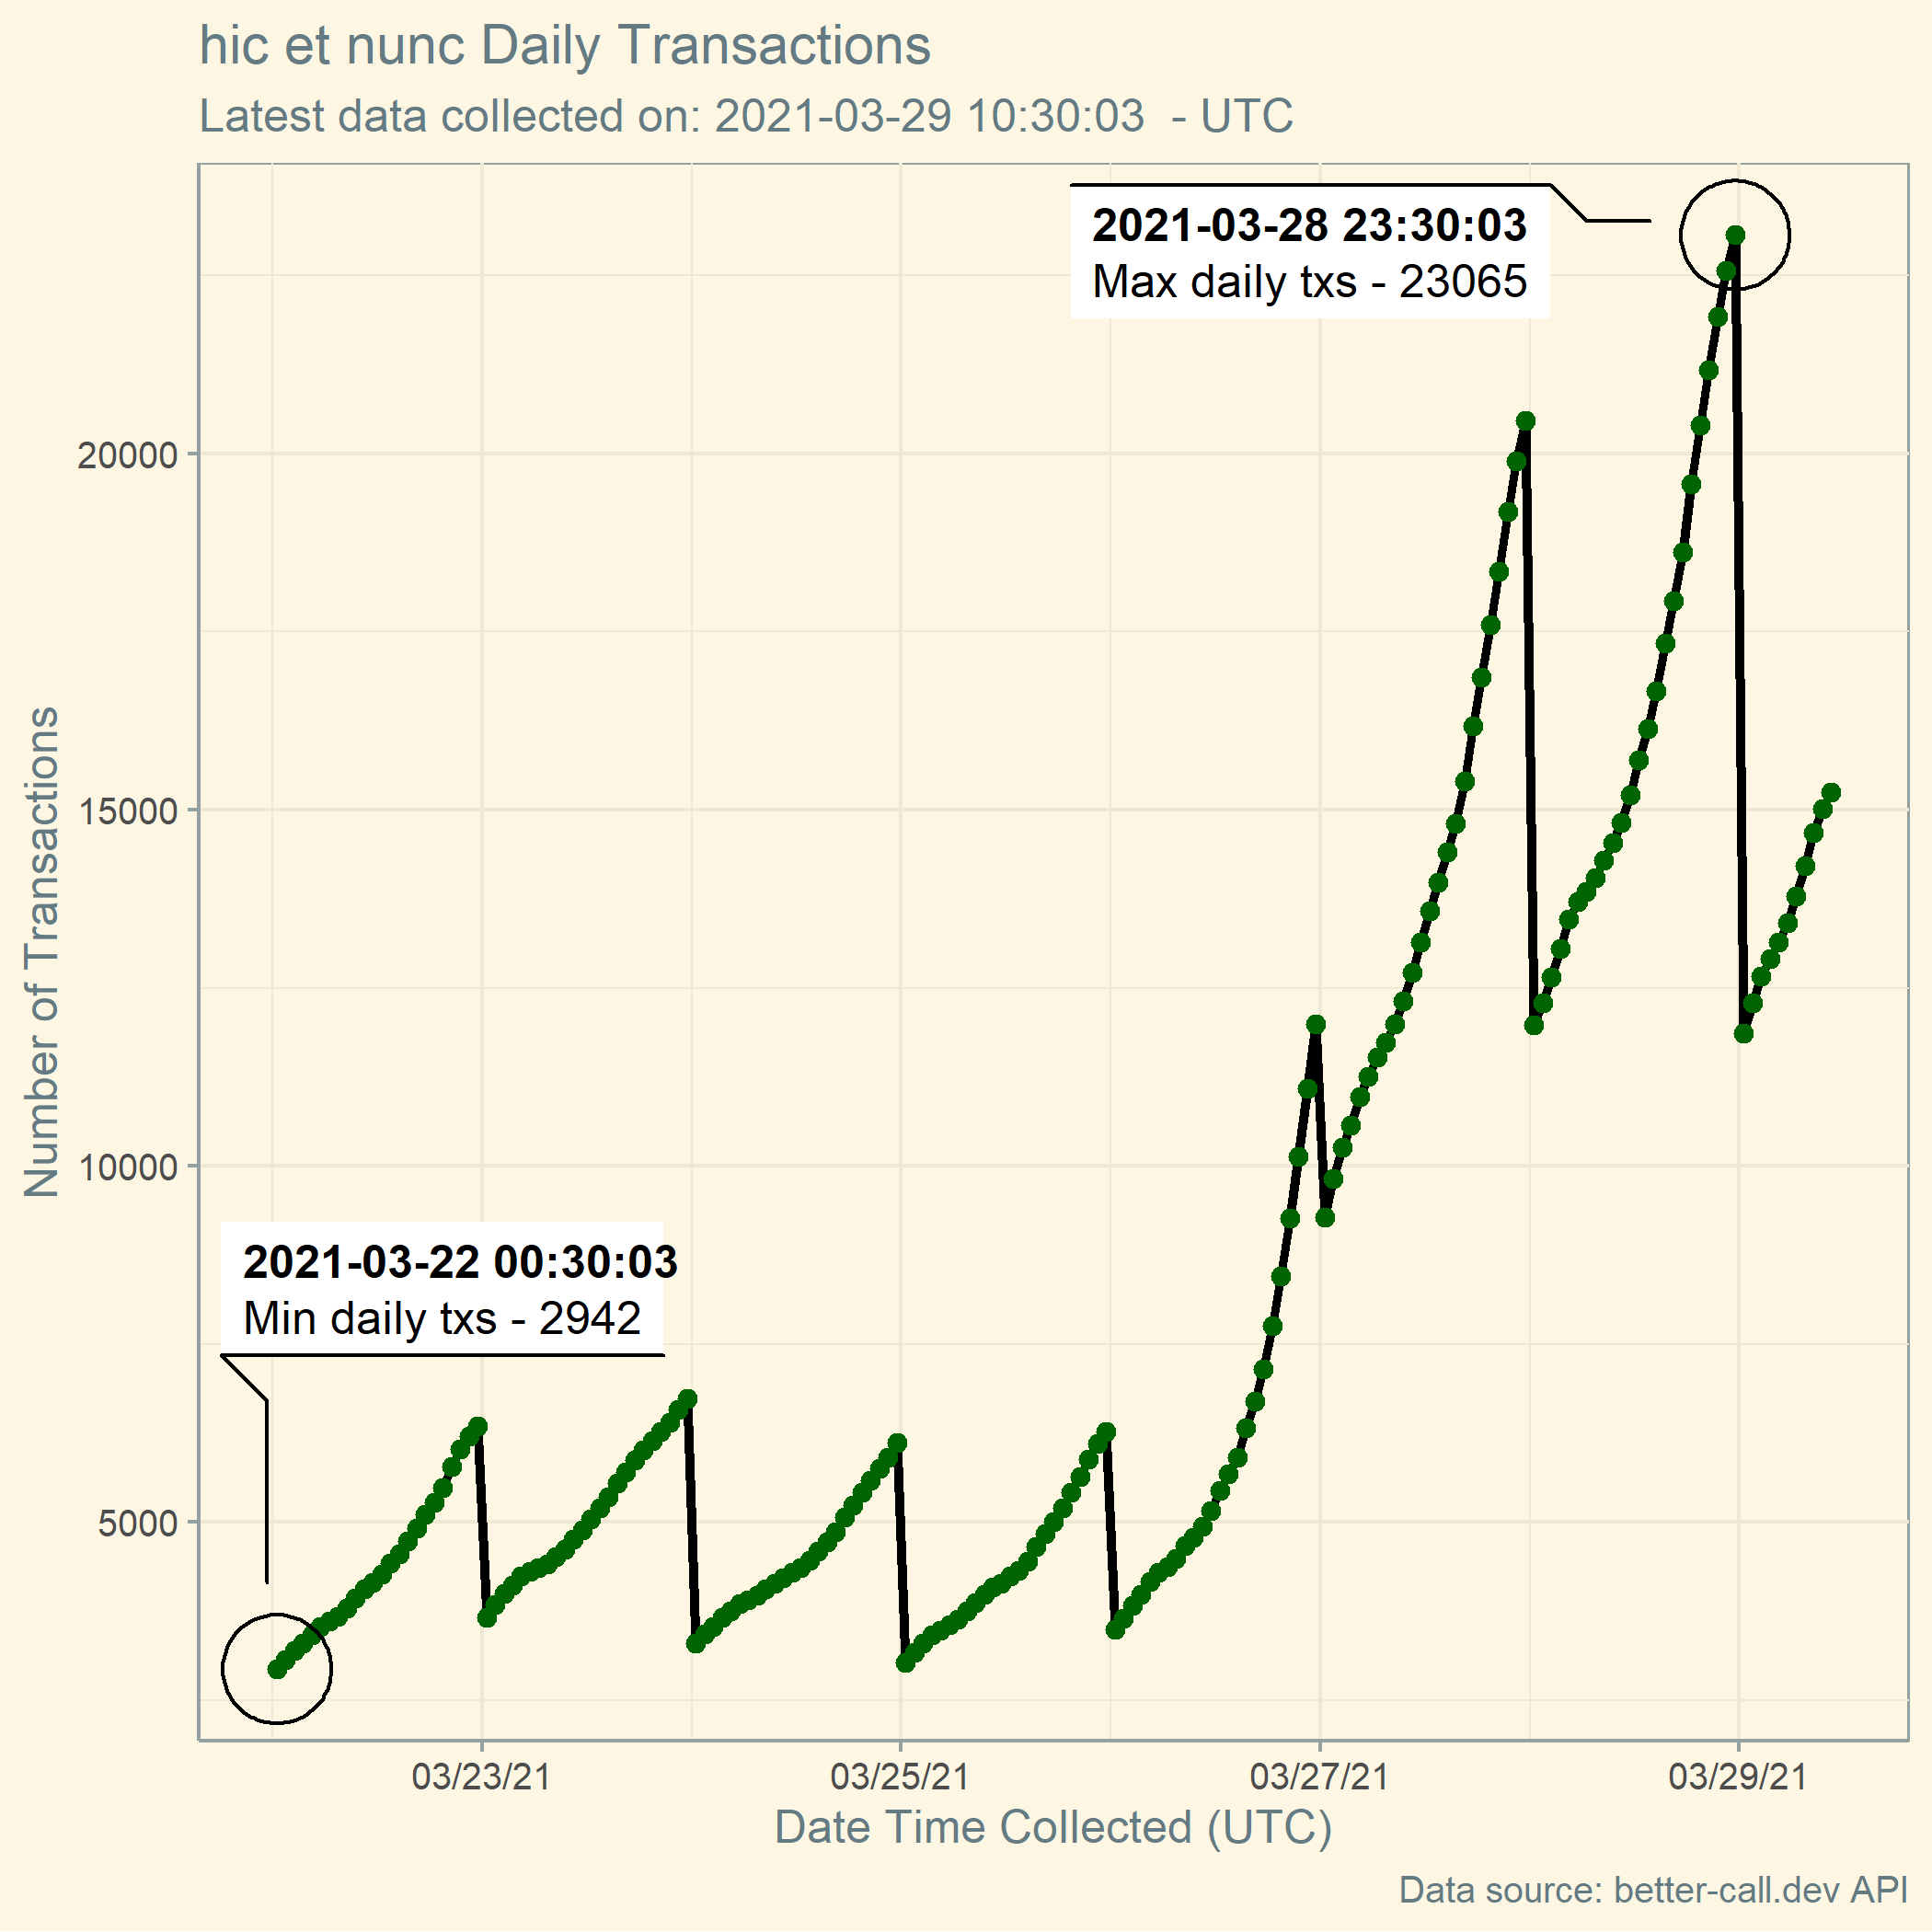 hic et nunc Daily Transactions
Latest data collected on: 2021-03-29 10:30:03  - UTC
2021-03-28 23:30:03
Max daily txs - 23065
20000
15000
10000
5000
Number of Transactions
2021-03-22 00:30:03
Min daily txs - 2942
03/23/21
03/25/21
03/27/21
03/29/21
Date Time Collected (UTC)
Data source: better-call.dev API